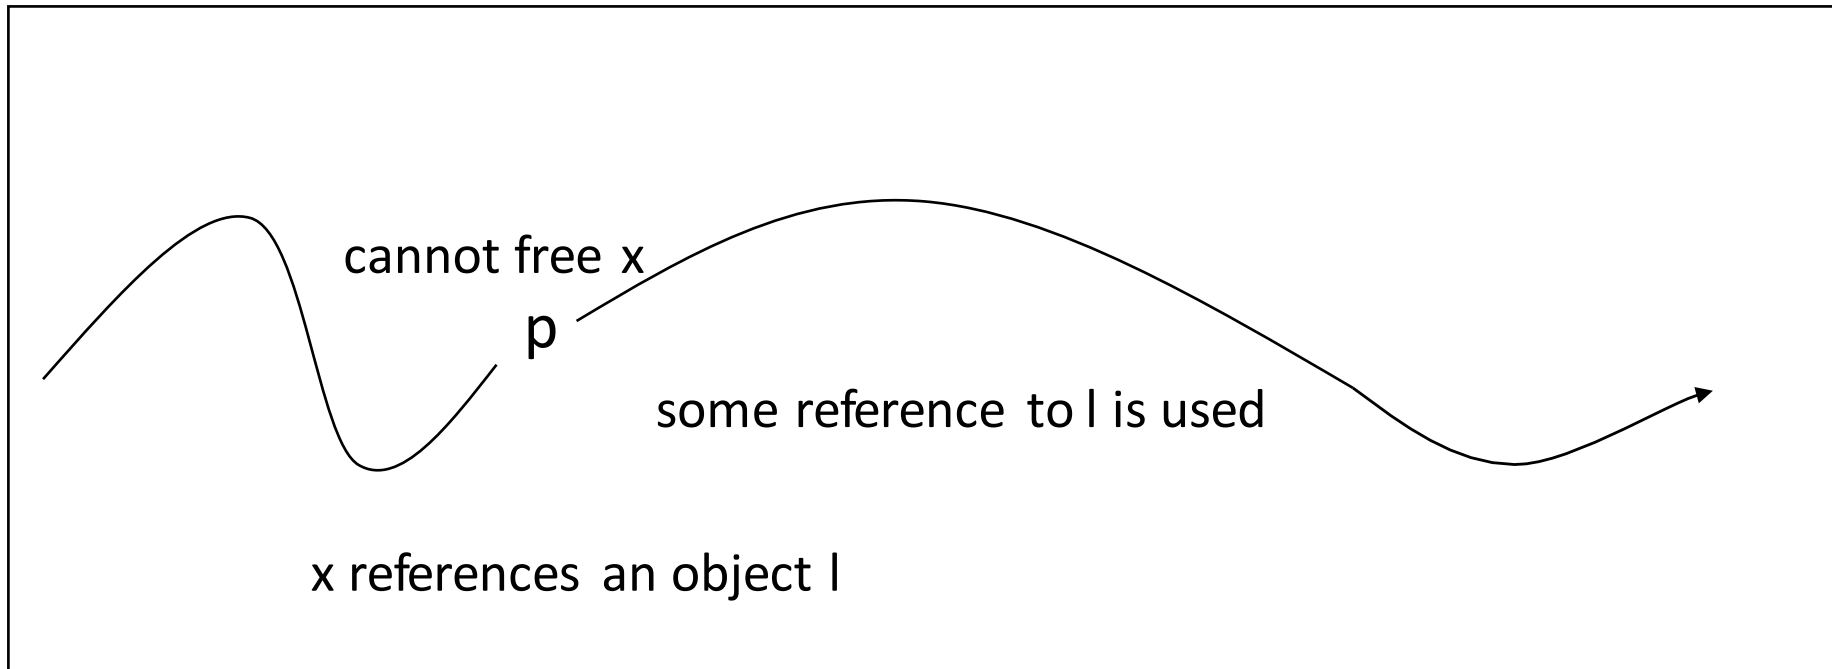 cannot free x
p
some reference to l is used
x references an object l